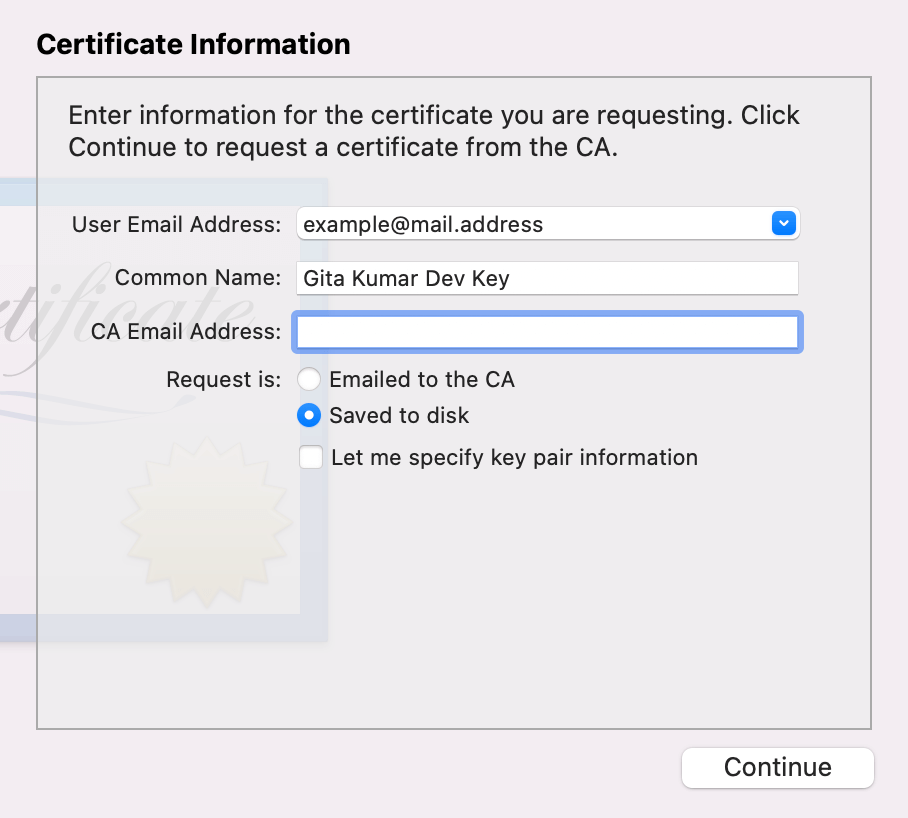 Certificate Information
Enter information for the certificate you are requesting. Click
Continue to request a certificate from the CA.
User Email Address: example@mail.address
Common Name: Gita Kumar Dev Key
CA Email Address:
Request is: Emailed to the CA
Saved to disk
Let me specify key pair information
Continue